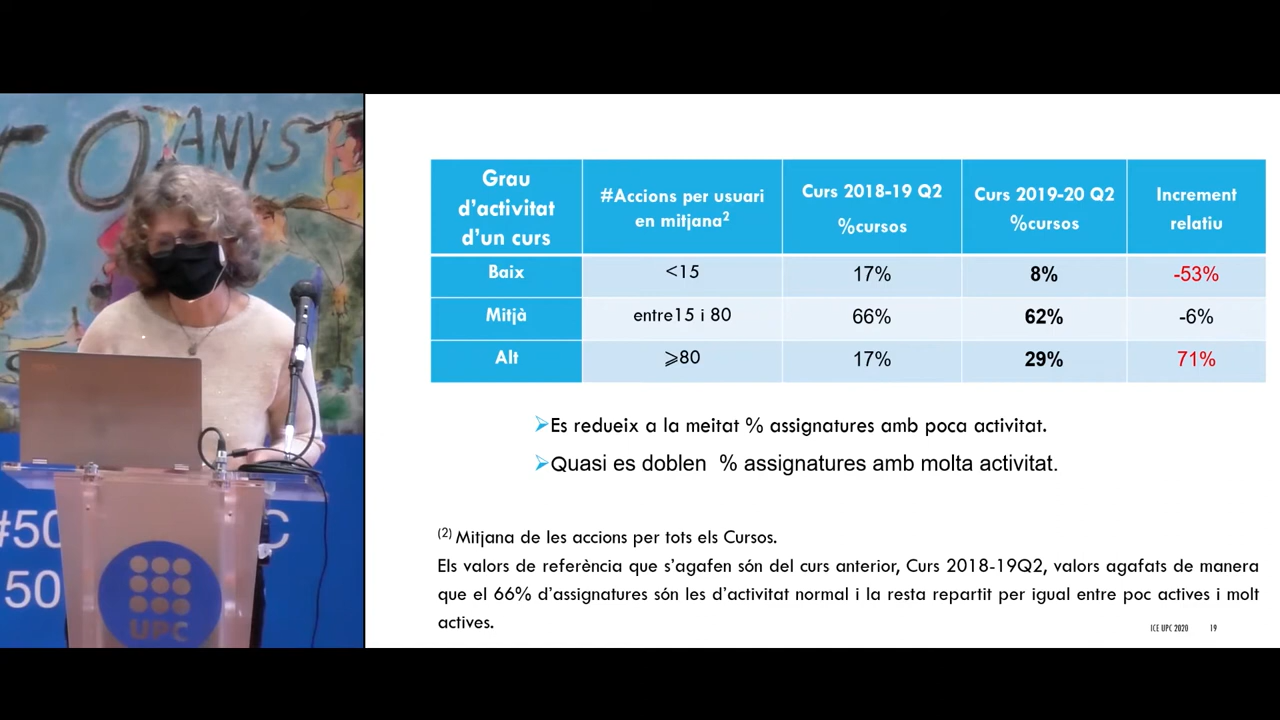 50 ANYS
#50
C
50
UPC
Grau d'activitat d'un curs
#Accions per usuari en mitjana²
Curs 2018-19 Q2 %cursos
Curs 2019-20 Q2 %cursos
Increment relatiu
Baix <15 17% 8% -53%
Mitjà entre15 i 80 66% 62% -6%
Alt ⩾80 17% 29% 71%
➢Es redueix a la meitat % assignatures amb poca activitat.
➢Quasi es doblen % assignatures amb molta activitat.
(2) Mitjana de les accions per tots els Cursos.
Els valors de referència que s'agafen són del curs anterior, Curs 2018-19Q2, valors agafats de manera
que el 66% d'assignatures són les d'activitat normal i la resta repartit per igual entre poc actives i molt
actives.
ICE UPC 2020 19